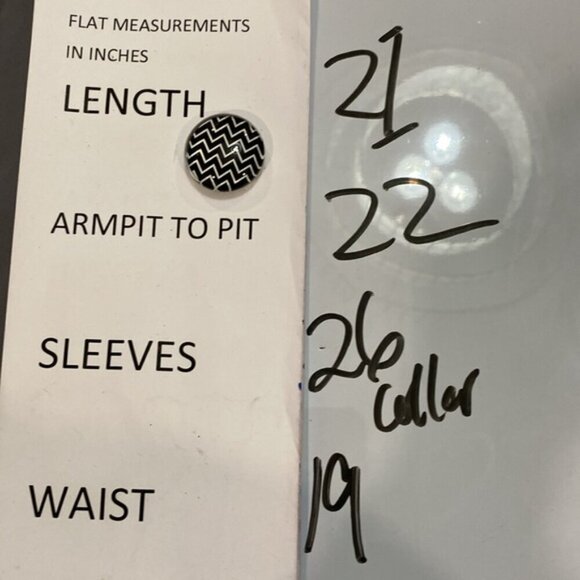 FLAT MEASUREMENTS
IN INCHES
LENGTH 21
ARMPIT TO PIT 22
SLEEVES 26
collar
WAIST 19